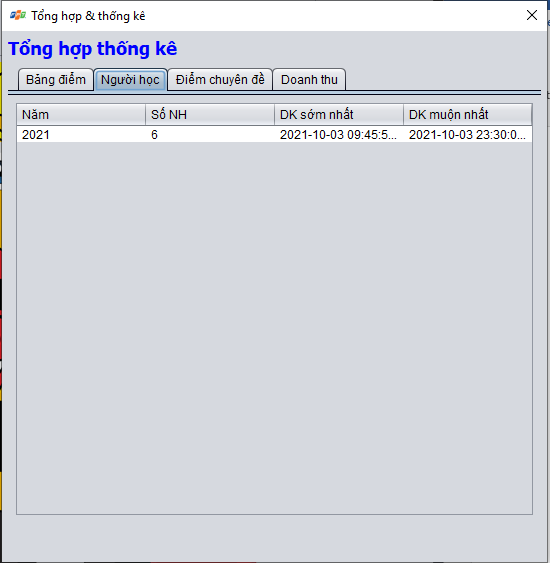 Tổng hợp & thống kê
Tổng hợp thống kê
Bảng điểm Người học Điểm chuyên đề Doanh thu
Năm Số NH DK sớm nhất DK muộn nhất
2021 6 2021-10-03 09:45:5... 2021-10-03 23:30:0...